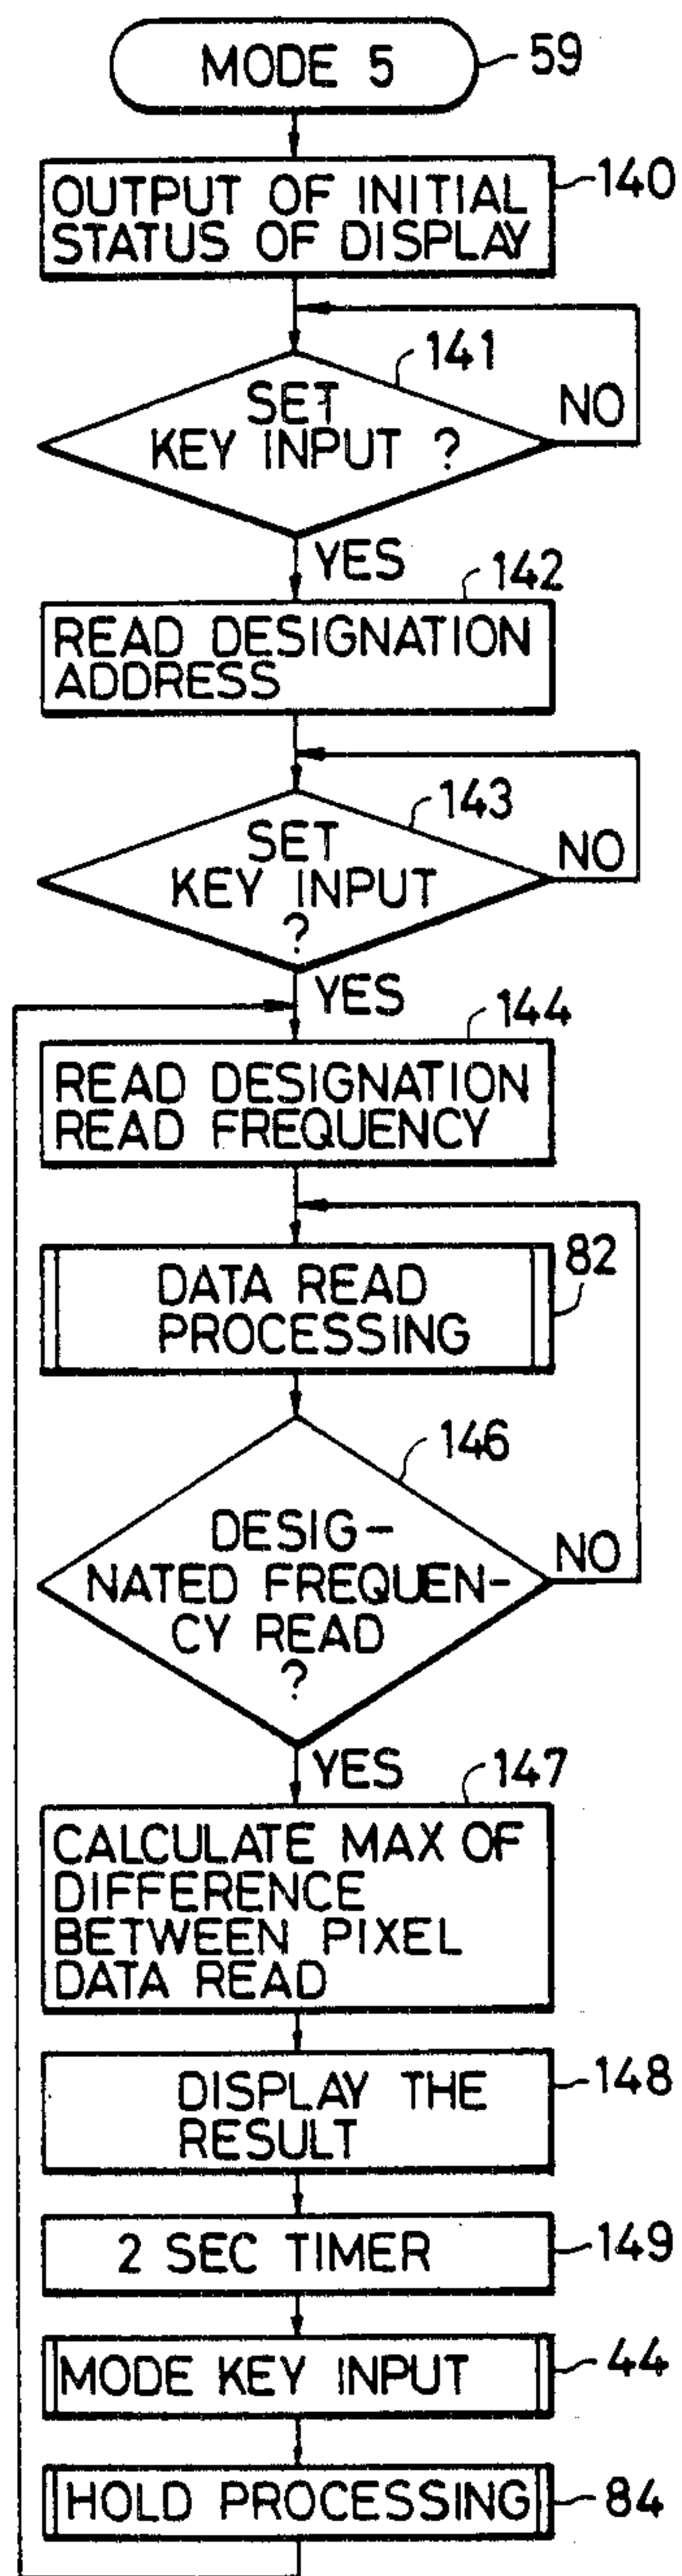 MODE 5
59
OUTPUT OF INITIAL
STATUS OF DISPLAY
140
141
SET
KEY INPUT ?
NO
YES
142
READ DESIGNATION
ADDRESS
143
SET
KEY INPUT
?
NO
YES
144
READ DESIGNATION
READ FREQUENCY
DATA READ
PROCESSING
82
146
DESIG-
NATED FREQUEN-
CY READ
?
NO
YES
147
CALCULATE MAX OF
DIFFERENCE
BETWEEN PIXEL
DATA READ
DISPLAY THE
RESULT
148
2 SEC TIMER
149
MODE KEY INPUT
44
HOLD PROCESSING
84